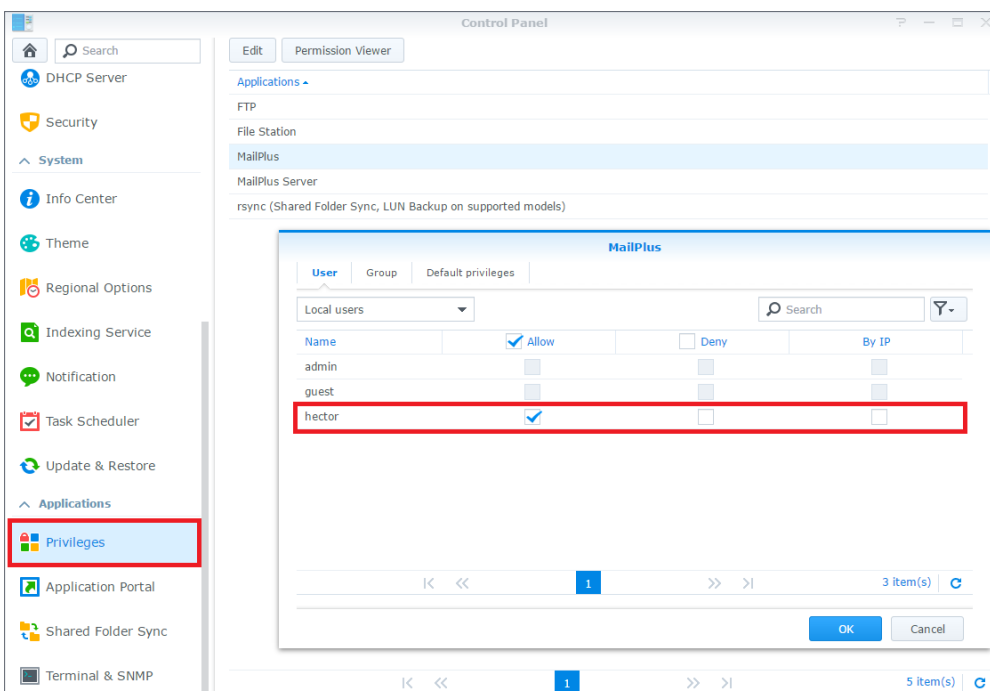 Control Panel
Search
DHCP Server
Security
System
Info Center
Theme
Regional Options
Indexing Service
Notification
Task Scheduler
Update & Restore
Applications
Privileges
Application Portal
Shared Folder Sync
Terminal & SNMP
Edit Permission Viewer
Applications
FTP
File Station
MailPlus
MailPlus Server
rsync (Shared Folder Sync, LUN Backup on supported models)
MailPlus
User Group Default privileges
Local users Search
Name Allow Deny By IP
admin
guest
hector
1 3 item(s)
OK Cancel
1 5 item(s)